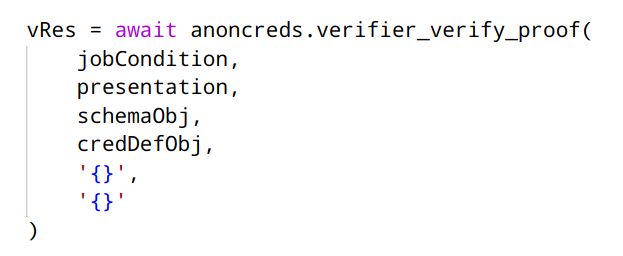 vRes = await anoncreds.verifier_verify_proof(
    jobCondition,
    presentation,
    schemaObj,
    credDefObj,
    '{}',
    '{}'
)